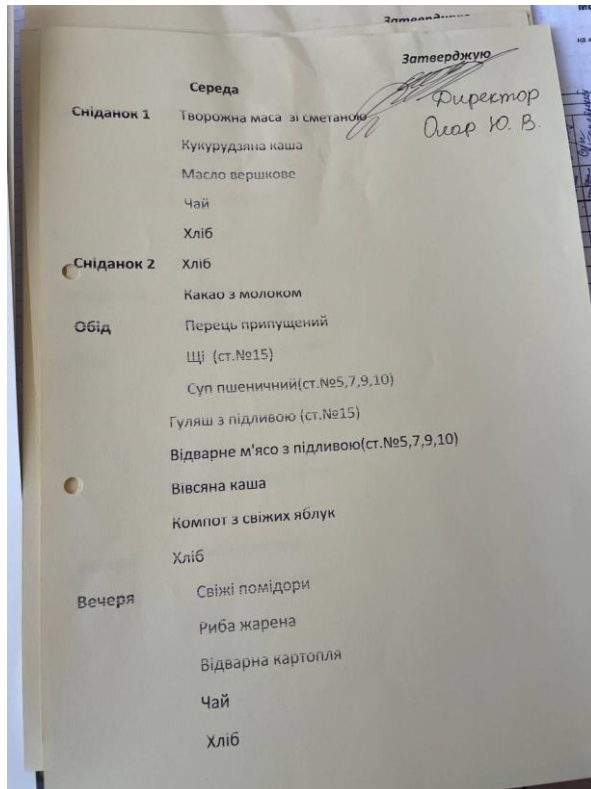 Затверджую
Затверджую
Директор
Олар Ю. В.
Середа
Сніданок 1 Творожна маса зі сметаною
Кукурудзяна каша
Масло вершкове
Чай
Хліб
Сніданок 2 Хліб
Какао з молоком
Обід Перець припущений
Щі (ст.№15)
Суп пшеничний(ст.№5,7,9,10)
Гуляш з підливою (ст.№15)
Відварне м'ясо з підливою(ст.№5,7,9,10)
Вівсяна каша
Компот з свіжих яблук
Хліб
Вечеря Свіжі помідори
Риба жарена
Відварна картопля
Чай
Хліб